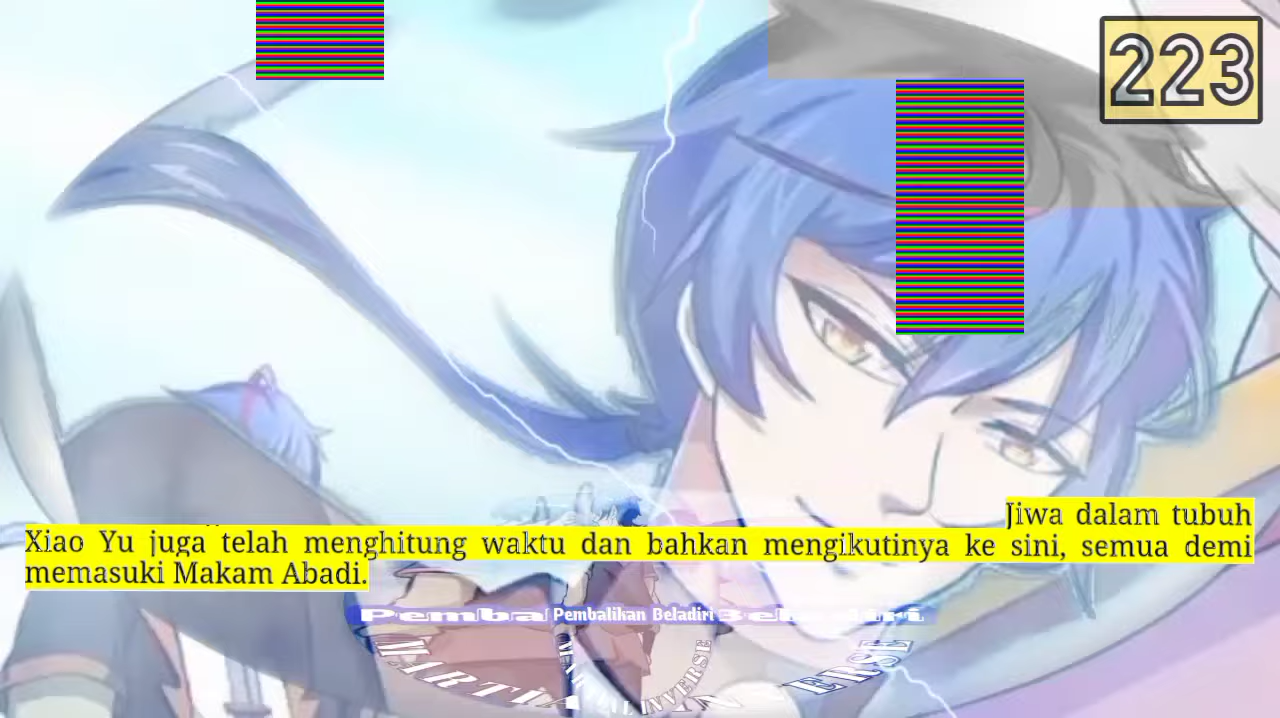 223
Jiwa dalam tubuh
Xiao Yu juga telah menghitung waktu dan bahkan mengikutinya ke sini, semua demi
memasuki Makam Abadi.
Pembalikan Beladiri